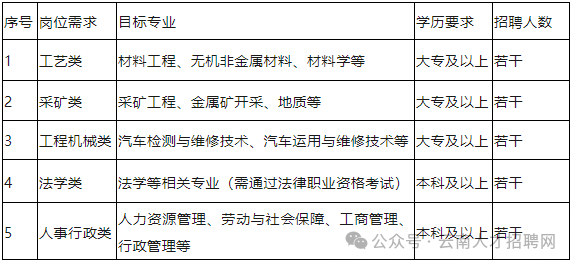 序号 岗位需求 目标专业 学历要求 招聘人数
1 工艺类 材料工程、无机非金属材料、材料学等 大专及以上 若干
2 采矿类 采矿工程、金属矿开采、地质等 大专及以上 若干
3 工程机械类 汽车检测与维修技术、汽车运用与维修技术等 大专及以上 若干
4 法学类 法学等相关专业（需通过法律职业资格考试） 本科及以上 若干
5 人事行政类 人力资源管理、劳动与社会保障、工商管理、 本科及以上 若干
行政管理等
公众号·云南人才招聘网